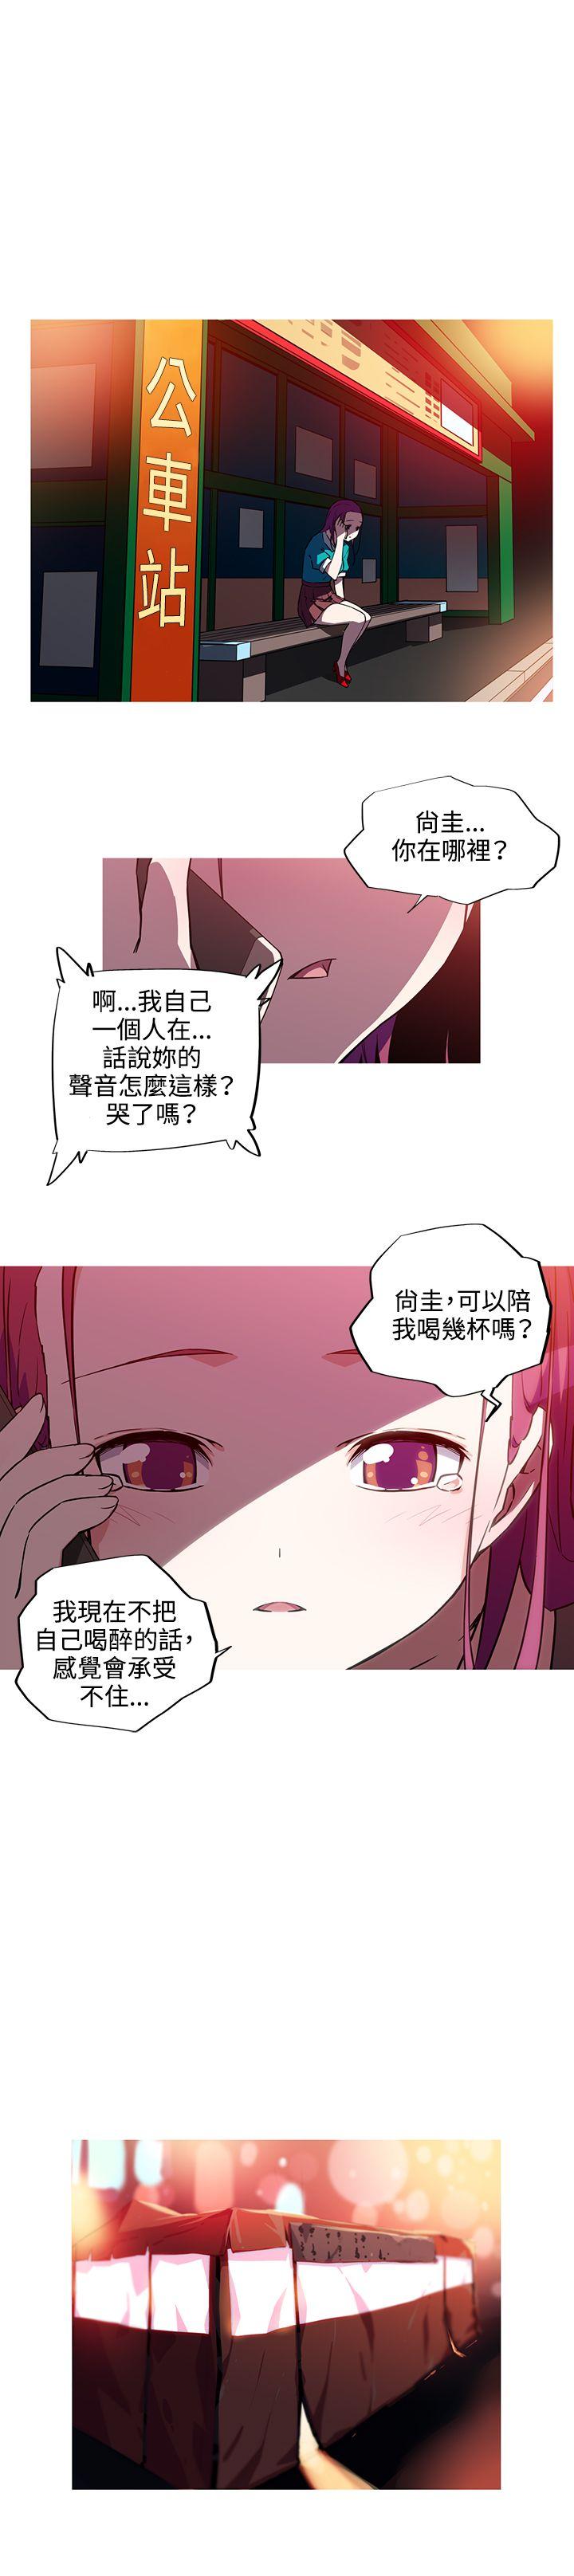 公車站
尙圭…
你在哪裡？
啊…我自己
一個人在…
話說妳的
聲音怎麼這樣？
哭了嗎？
尙圭，可以陪
我喝幾杯嗎？
我現在不把
自己喝醉的話，
感覺會承受
不住…